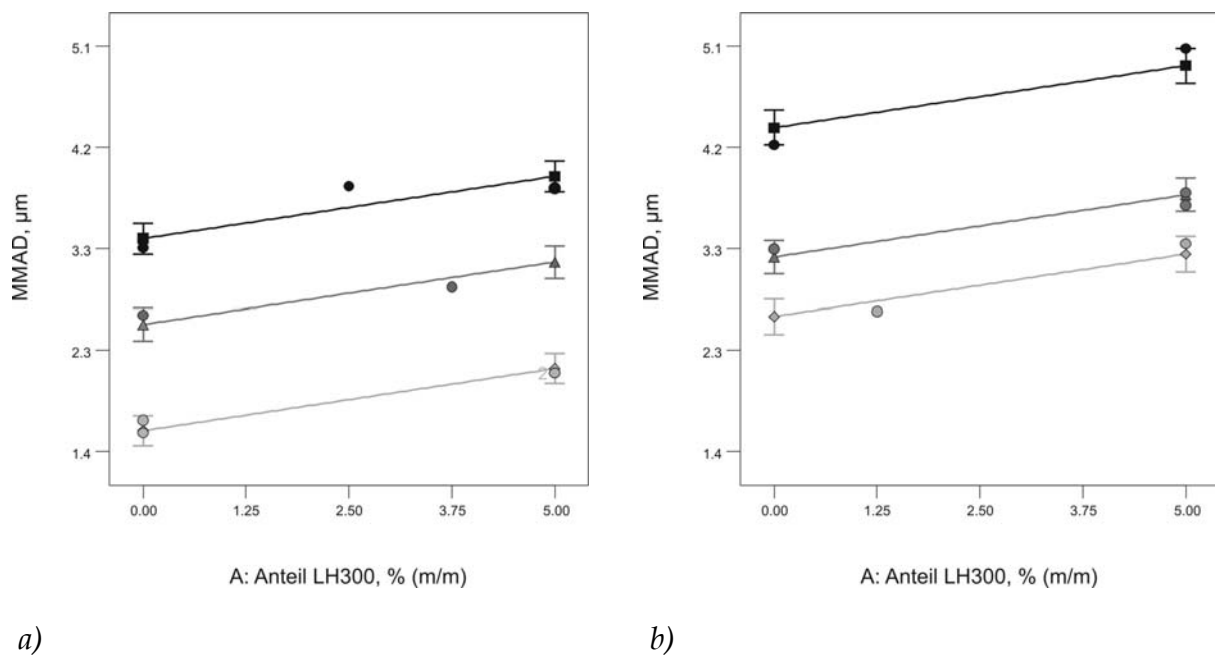 5.1
4.2
3.3
2.3
1.4
MMAD, µm
2
0.00 1.25 2.50 3.75 5.00
A: Anteil LH300, % (m/m)
a)
5.1
4.2
3.3
2.3
1.4
MMAD, µm
0.00 1.25 2.50 3.75 5.00
A: Anteil LH300, % (m/m)
b)